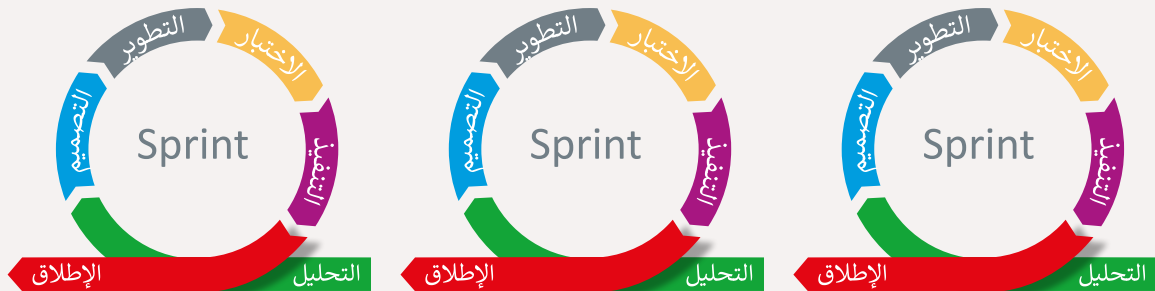 التطوير
الاختبار
التصميم
Sprint
التنفيذ
الإطلاق
التحليل
التطوير
الاختبار
التصميم
Sprint
التنفيذ
الإطلاق
التحليل
التطوير
الاختبار
التصميم
Sprint
التنفيذ
الإطلاق
التحليل